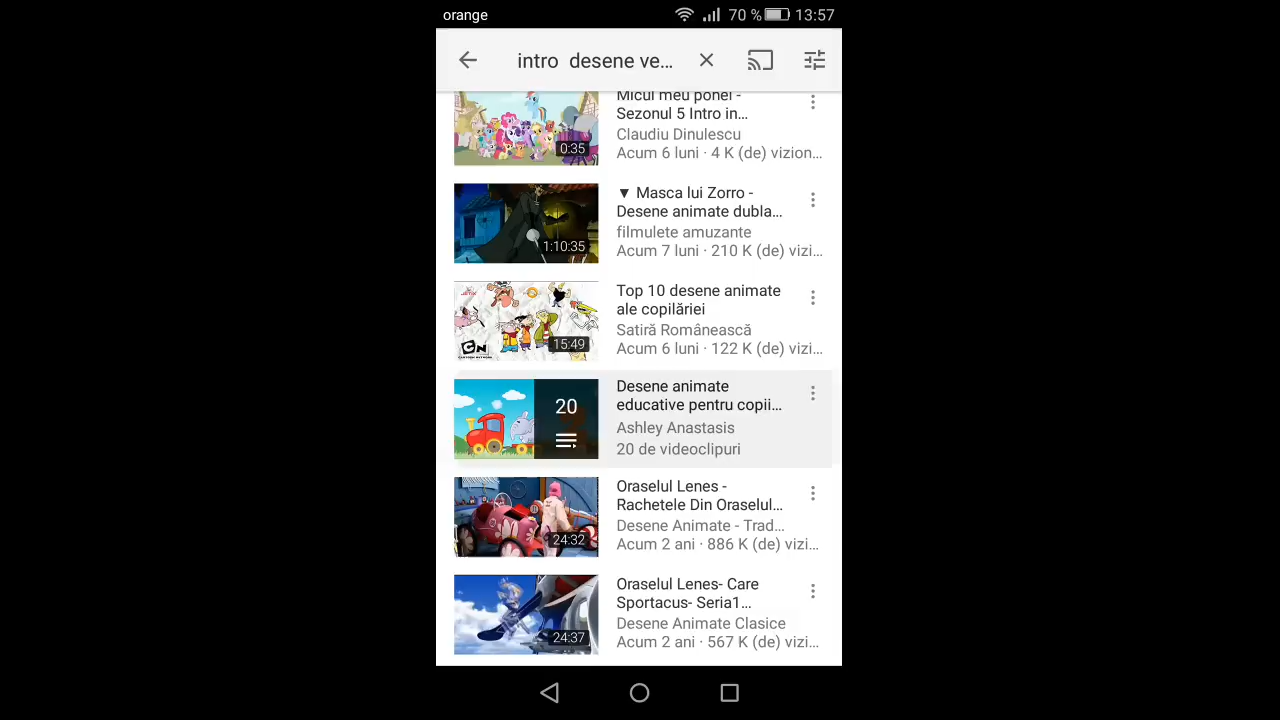 orange
70 %
13:57
intro desene ve...
Micul meu ponei -
Sezonul 5 Intro in...
Claudiu Dinulescu
Acum 6 luni · 4 K (de) vizion...
0:35
▼ Masca lui Zorro -
Desene animate dubla...
filmulete amuzante
Acum 7 luni · 210 K (de) vizi...
1:10:35
Top 10 desene animate
ale copilăriei
Satiră Românească
Acum 6 luni · 122 K (de) vizi...
CN
15:49
Desene animate
educative pentru copii...
Ashley Anastasis
20 de videoclipuri
20
Oraselul Lenes -
Rachetele Din Oraselul...
Desene Animate - Trad...
Acum 2 ani · 886 K (de) vizi...
24:32
Oraselul Lenes- Care
Sportacus- Seria1...
Desene Animate Clasice
Acum 2 ani · 567 K (de) vizi...
24:37